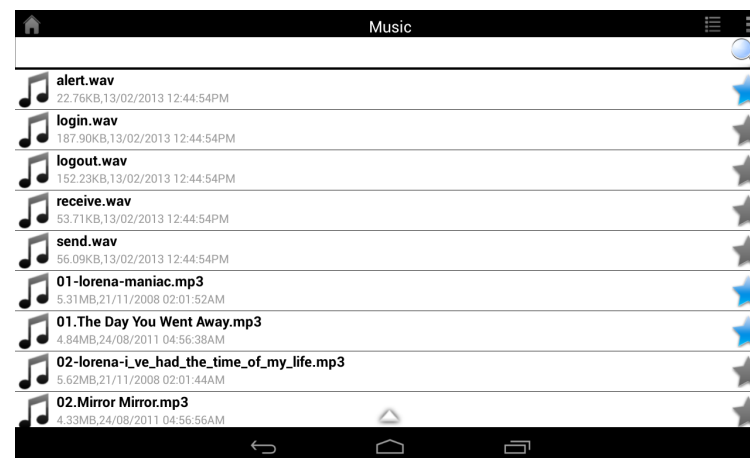 Music
alert.wav
22.76KB,13/02/2013 12:44:54PM
login.wav
187.90KB,13/02/2013 12:44:54PM
logout.wav
152.23KB,13/02/2013 12:44:54PM
receive.wav
53.71KB,13/02/2013 12:44:54PM
send.wav
56.09KB,13/02/2013 12:44:54PM
01-lorena-maniac.mp3
5.31MB,21/11/2008 02:01:52AM
01.The Day You Went Away.mp3
4.84MB,24/08/2011 04:56:38AM
02-lorena-i_ve_had_the_time_of_my_life.mp3
5.62MB,21/11/2008 02:01:44AM
02.Mirror Mirror.mp3
4.33MB,24/08/2011 04:56:56AM